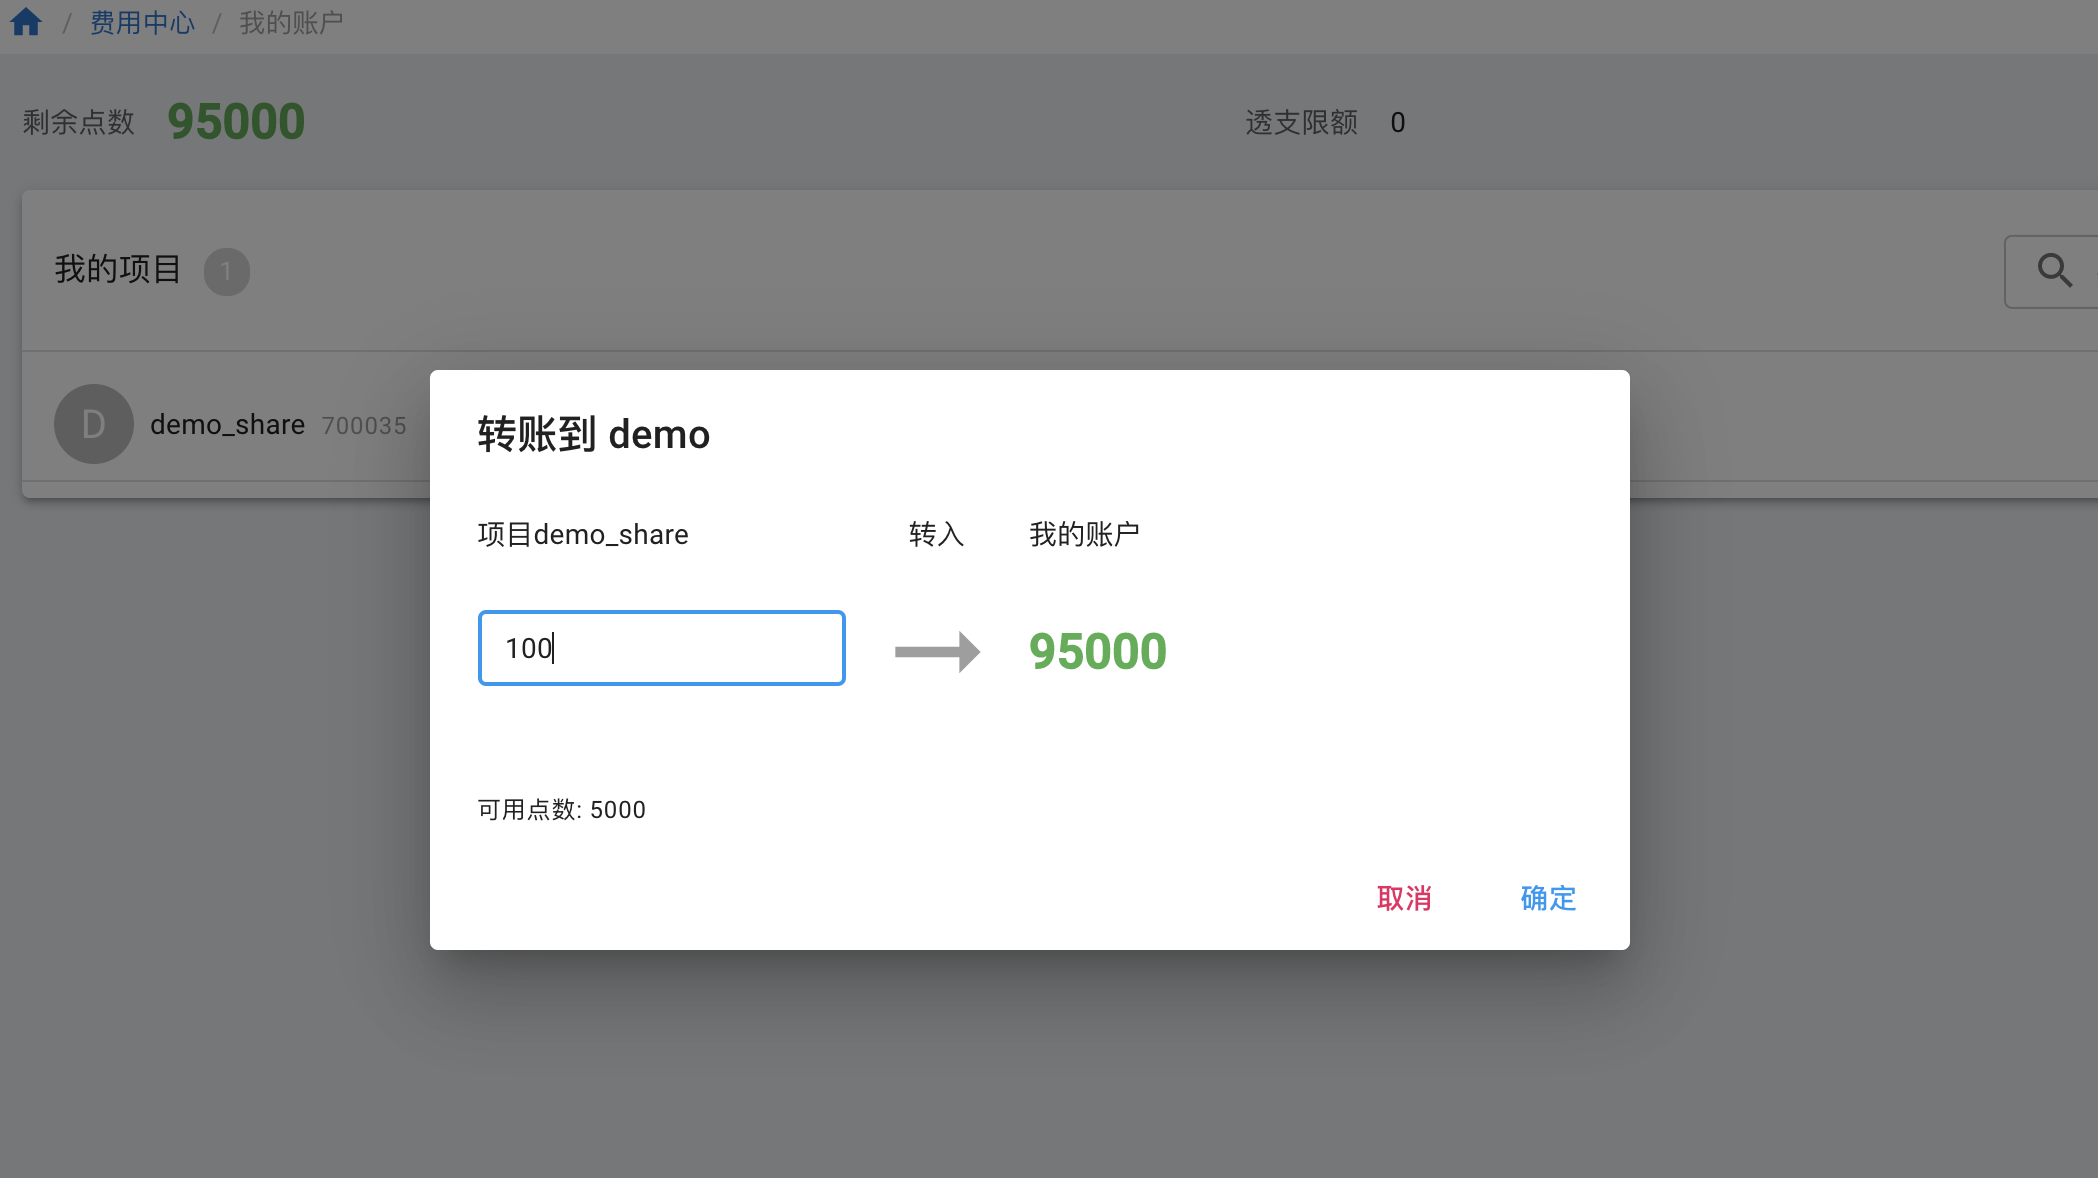 / 费用中心 / 我的账户
剩余点数 95000 透支限额 0
我的项目 1
D demo_share 700035
转账到 demo
项目demo_share 转入 我的账户
100 95000
可用点数: 5000
取消 确定